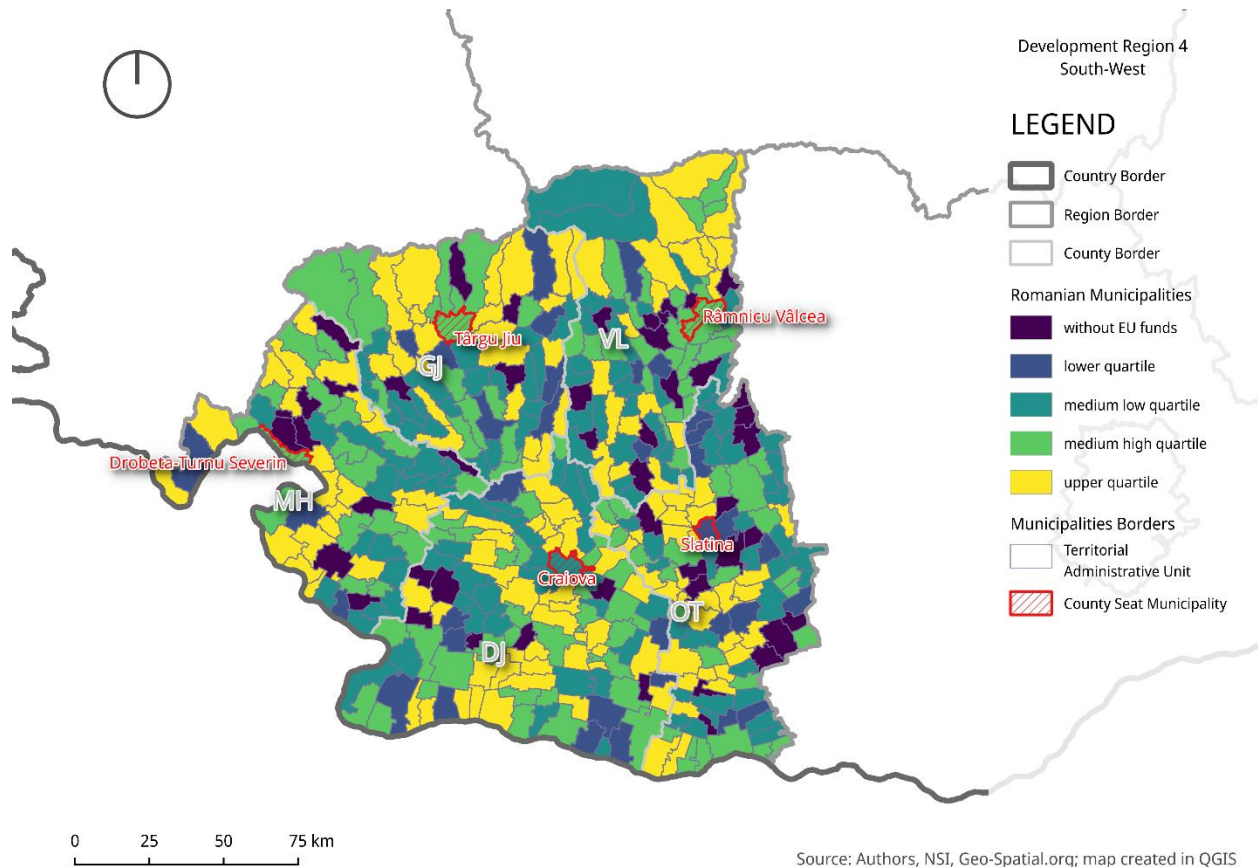 Development Region 4
South-West
LEGEND
Country Border
Region Border
County Border
Romanian Municipalities
without EU funds
lower quartile
medium low quartile
medium high quartile
upper quartile
Municipalities Borders
Territorial
Administrative Unit
County Seat Municipality
Râmnicu Vâlcea
Târgu Jiu
VL
GJ
Drobeta-Turnu Severin
MH
Slatina
Craiova
OT
DJ
0 25 50 75 km
Source: Authors, NSI, Geo-Spatial.org; map created in QGIS